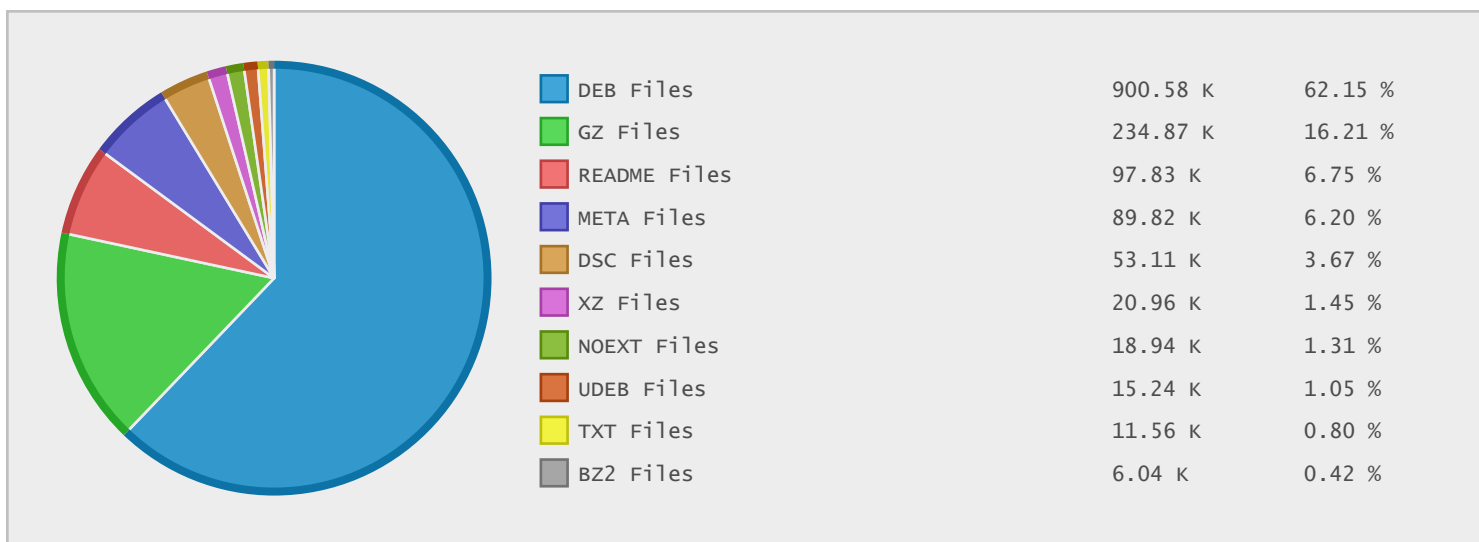 DEB Files 900.58 K 62.15 %
GZ Files 234.87 K 16.21 %
README Files 97.83 K 6.75 %
META Files 89.82 K 6.20 %
DSC Files 53.11 K 3.67 %
XZ Files 20.96 K 1.45 %
NOEXT Files 18.94 K 1.31 %
UDEB Files 15.24 K 1.05 %
TXT Files 11.56 K 0.80 %
BZ2 Files 6.04 K 0.42 %